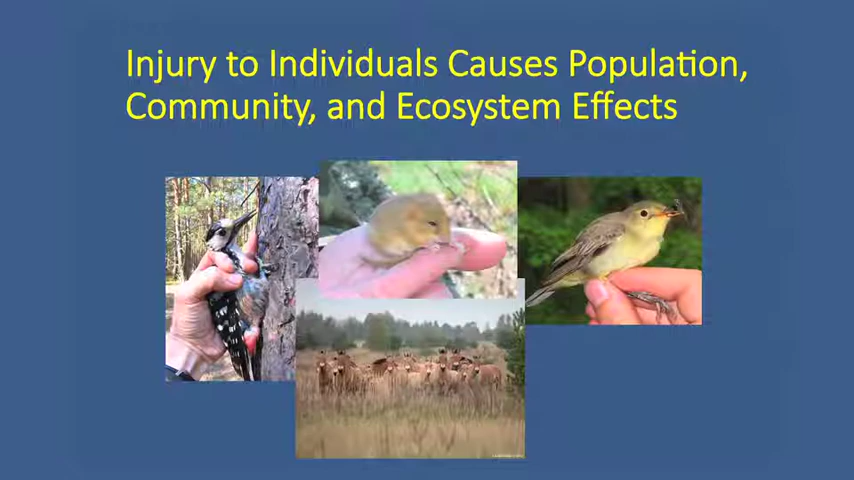 Injury to Individuals Causes Population,
Community, and Ecosystem Effects